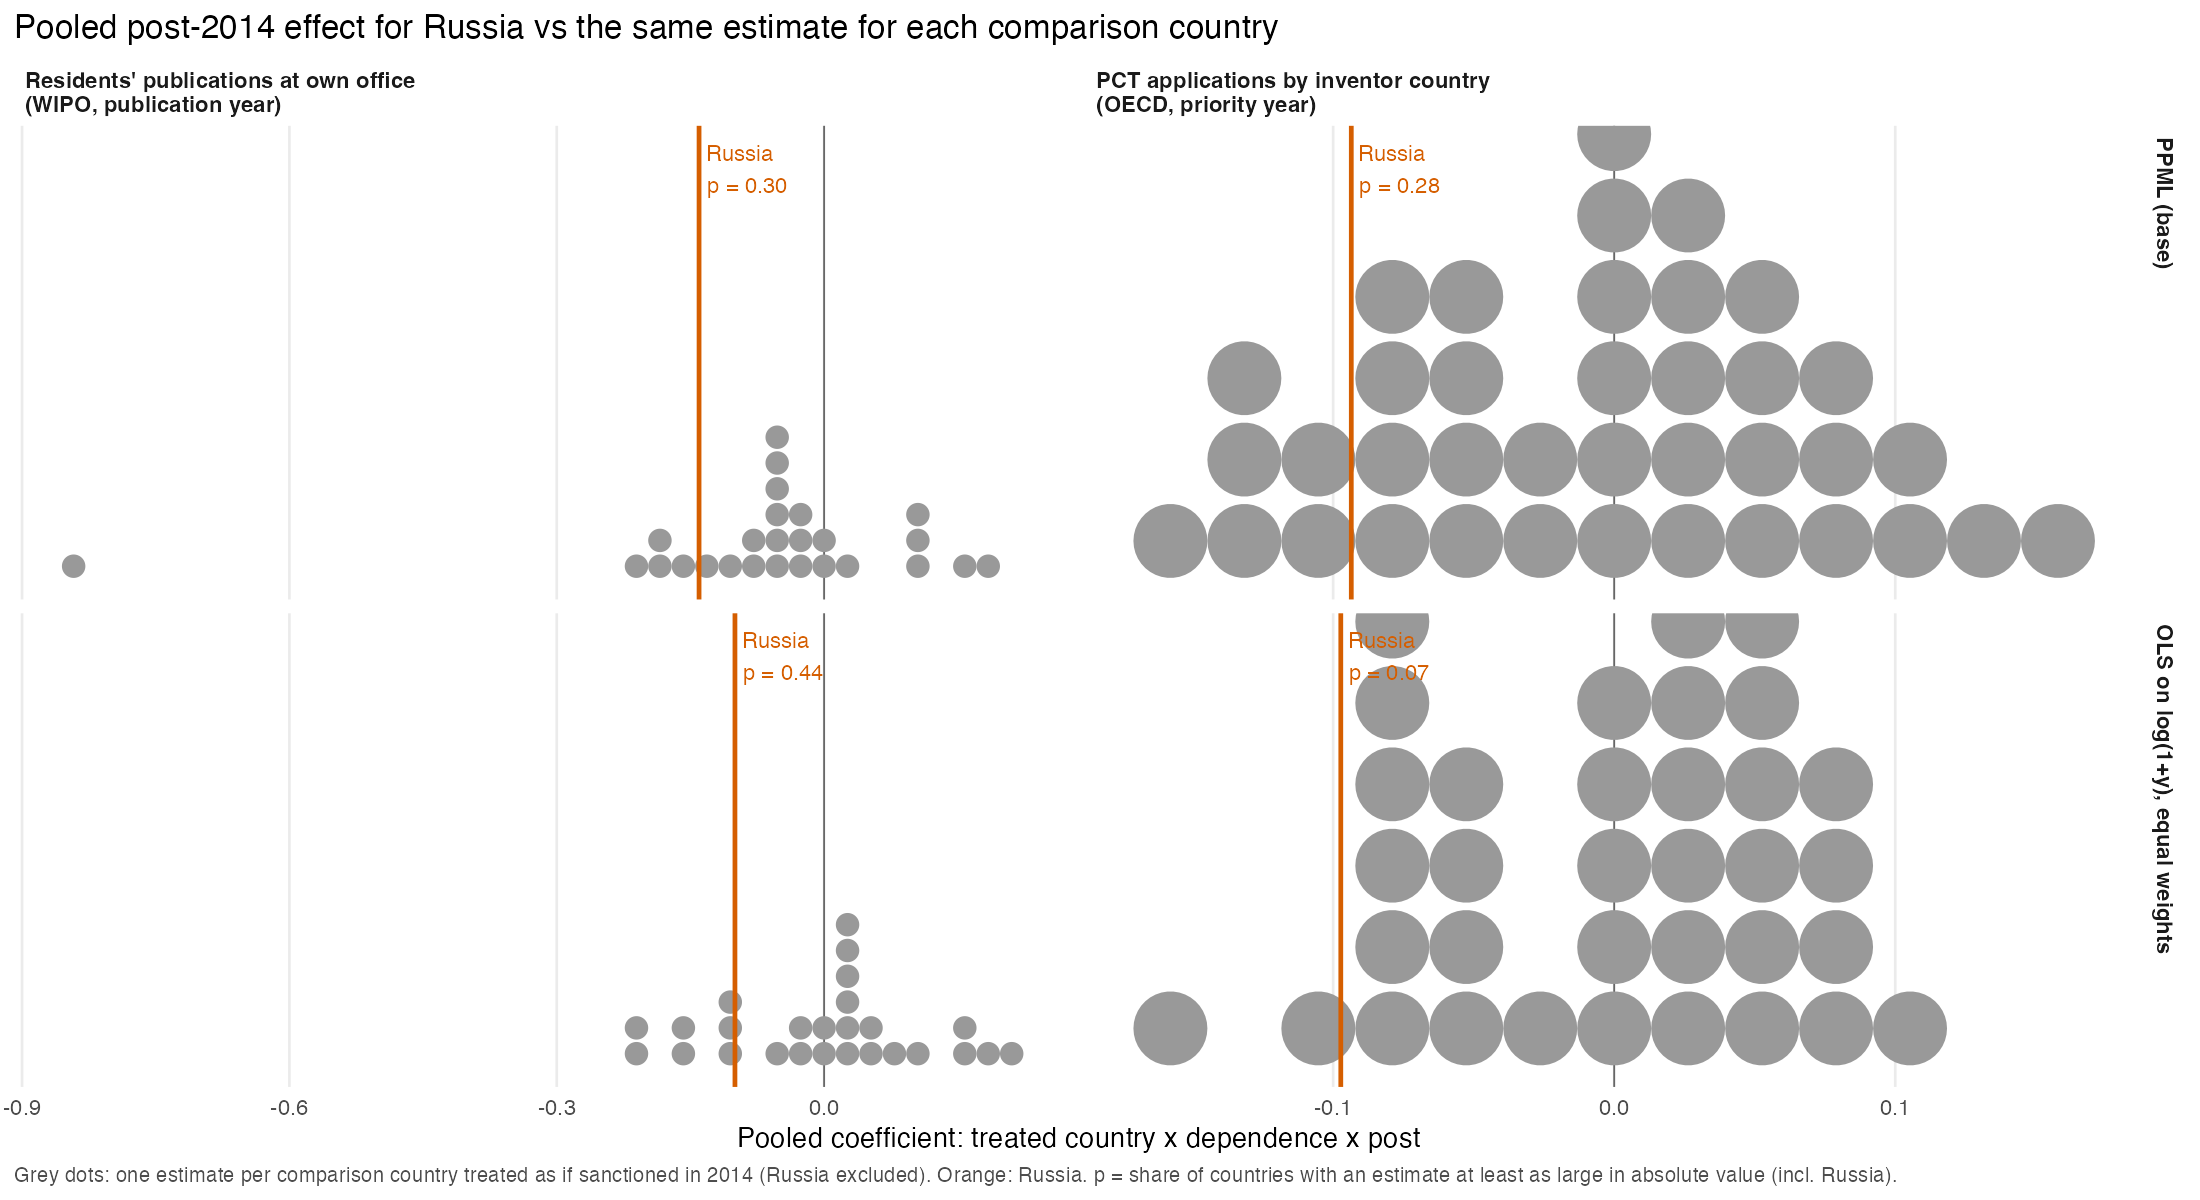 Pooled post-2014 effect for Russia vs the same estimate for each comparison country
Residents' publications at own office
(WIPO, publication year)
PCT applications by inventor country
(OECD, priority year)
Russia
p = 0.30
Russia
p = 0.28
PPML (base)
Russia
p = 0.44
Russia
p = 0.07
OLS on log(1+y), equal weights
-0.9
-0.6
-0.3
0.0
-0.1
0.0
0.1
Pooled coefficient: treated country x dependence x post
Grey dots: one estimate per comparison country treated as if sanctioned in 2014 (Russia excluded). Orange: Russia. p = share of countries with an estimate at least as large in absolute value (incl. Russia).